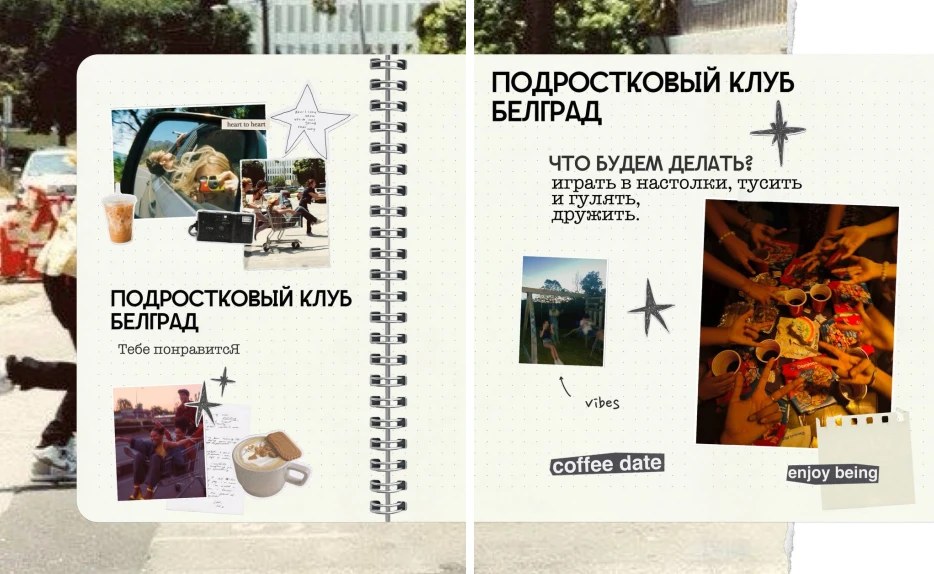 heart to heart
ПОДРОСТКОВЫЙ КЛУБ
БЕЛГРАД
Тебе понравитсЯ
ПОДРОСТКОВЫЙ КЛУБ
БЕЛГРАД
ЧТО БУДЕМ ДЕЛАТЬ?
играть в настолки, тусить
и гулять,
дружить.
vibes
coffee date
enjoy being